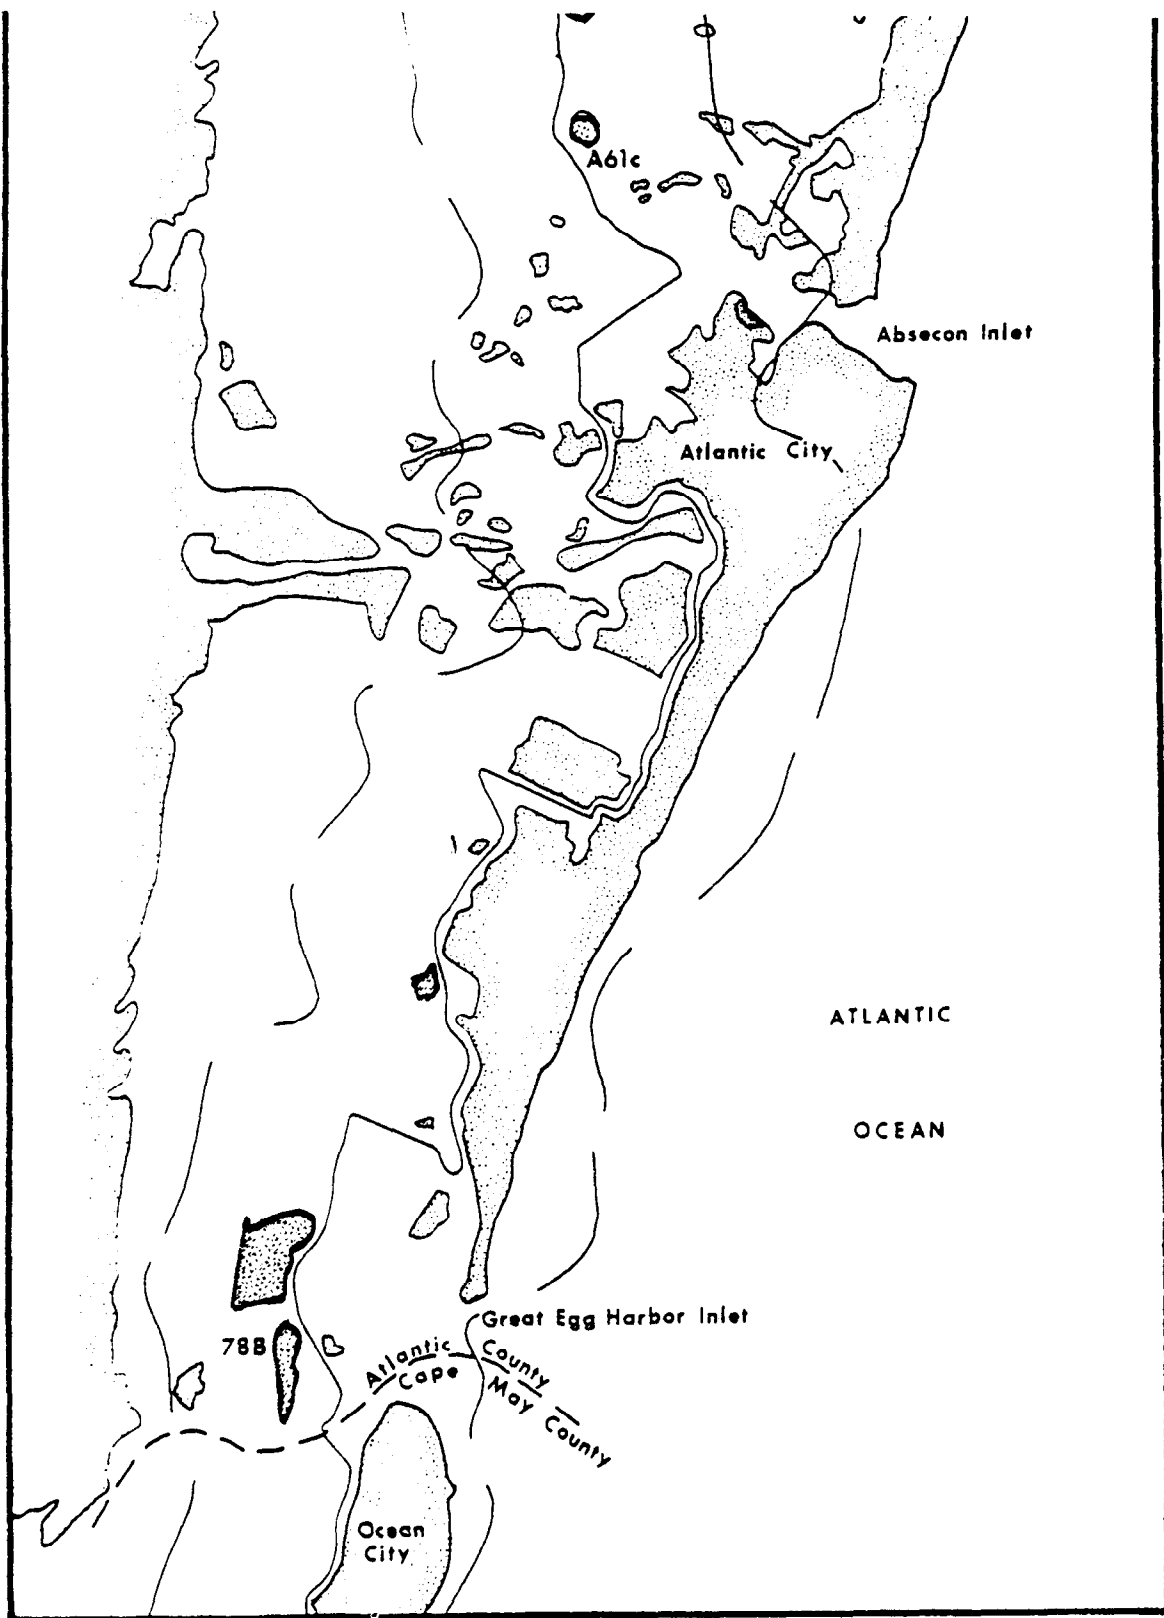 A61c
Absecon Inlet
Atlantic City
ATLANTIC
OCEAN
Great Egg Harbor Inlet
78B
Atlantic County
Cape May County
Ocean
City